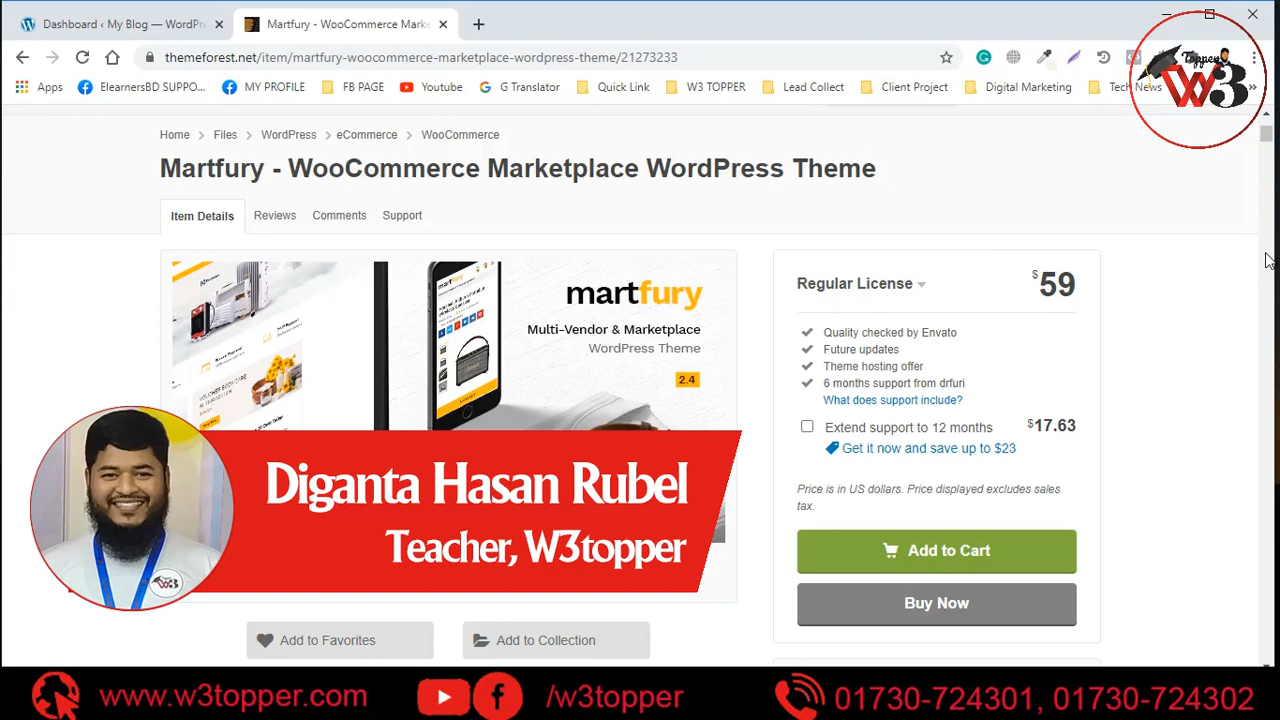 Dashboard ‹ My Blog — WordPr
Martfury - WooCommerce Marke
themeforest.net/item/martfury-woocommerce-marketplace-wordpress-theme/21273233
Apps
ElearnersBD SUPPO...
MY PROFILE
FB PAGE
Youtube
G Translator
Quick Link
W3 TOPPER
Lead Collect
Client Project
Digital Marketing
Tech News
Topper
W3
Home
Files
WordPress
eCommerce
WooCommerce
Martfury - WooCommerce Marketplace WordPress Theme
Item Details
Reviews
Comments
Support
martfury
Multi-Vendor & Marketplace
WordPress Theme
2.4
Regular License
$59
Quality checked by Envato
Future updates
Theme hosting offer
6 months support from drfuri
What does support include?
Extend support to 12 months
$17.63
Get it now and save up to $23
Price is in US dollars. Price displayed excludes sales
tax.
Add to Cart
Buy Now
Diganta Hasan Rubel
Teacher, W3topper
Add to Favorites
Add to Collection
www.w3topper.com
/w3topper
01730-724301, 01730-724302